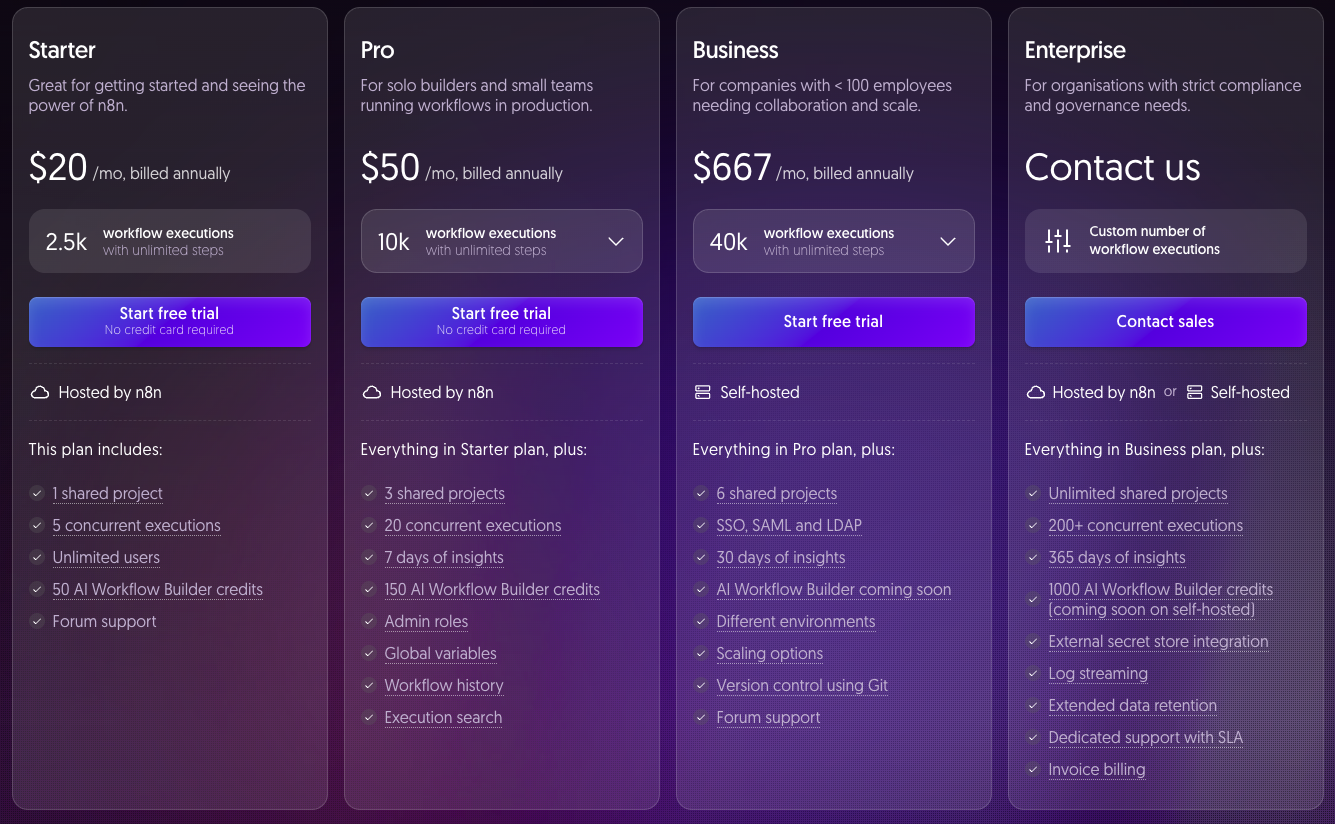 Starter
Great for getting started and seeing the
power of n8n.
$20 /mo, billed annually
2.5k
workflow executions
with unlimited steps
Start free trial
No credit card required
Hosted by n8n
This plan includes:
1 shared project
5 concurrent executions
Unlimited users
50 AI Workflow Builder credits
Forum support
Pro
For solo builders and small teams
running workflows in production.
$50 /mo, billed annually
10k
workflow executions
with unlimited steps
Start free trial
No credit card required
Hosted by n8n
Everything in Starter plan, plus:
3 shared projects
20 concurrent executions
7 days of insights
150 AI Workflow Builder credits
Admin roles
Global variables
Workflow history
Execution search
Business
For companies with < 100 employees
needing collaboration and scale.
$667 /mo, billed annually
40k
workflow executions
with unlimited steps
Start free trial
Self-hosted
Everything in Pro plan, plus:
6 shared projects
SSO, SAML and LDAP
30 days of insights
AI Workflow Builder coming soon
Different environments
Scaling options
Version control using Git
Forum support
Enterprise
For organisations with strict compliance
and governance needs.
Contact us
Custom number of
workflow executions
Contact sales
Hosted by n8n or Self-hosted
Everything in Business plan, plus:
Unlimited shared projects
200+ concurrent executions
365 days of insights
1000 AI Workflow Builder credits
(coming soon on self-hosted)
External secret store integration
Log streaming
Extended data retention
Dedicated support with SLA
Invoice billing